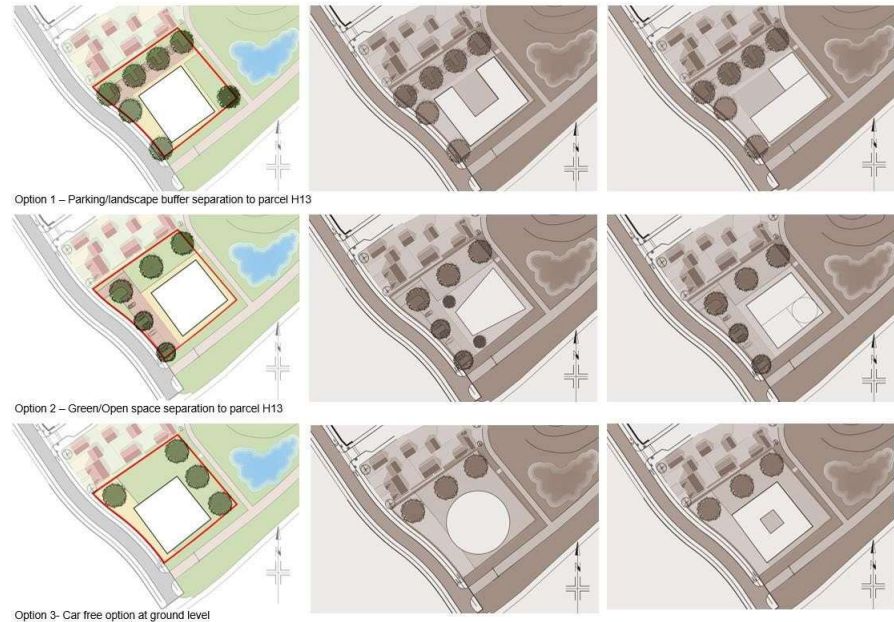 N
N
N
Option 1 – Parking/landscape buffer separation to parcel H13
N
N
N
Option 2 – Green/Open space separation to parcel H13
N
N
N
Option 3- Car free option at ground level